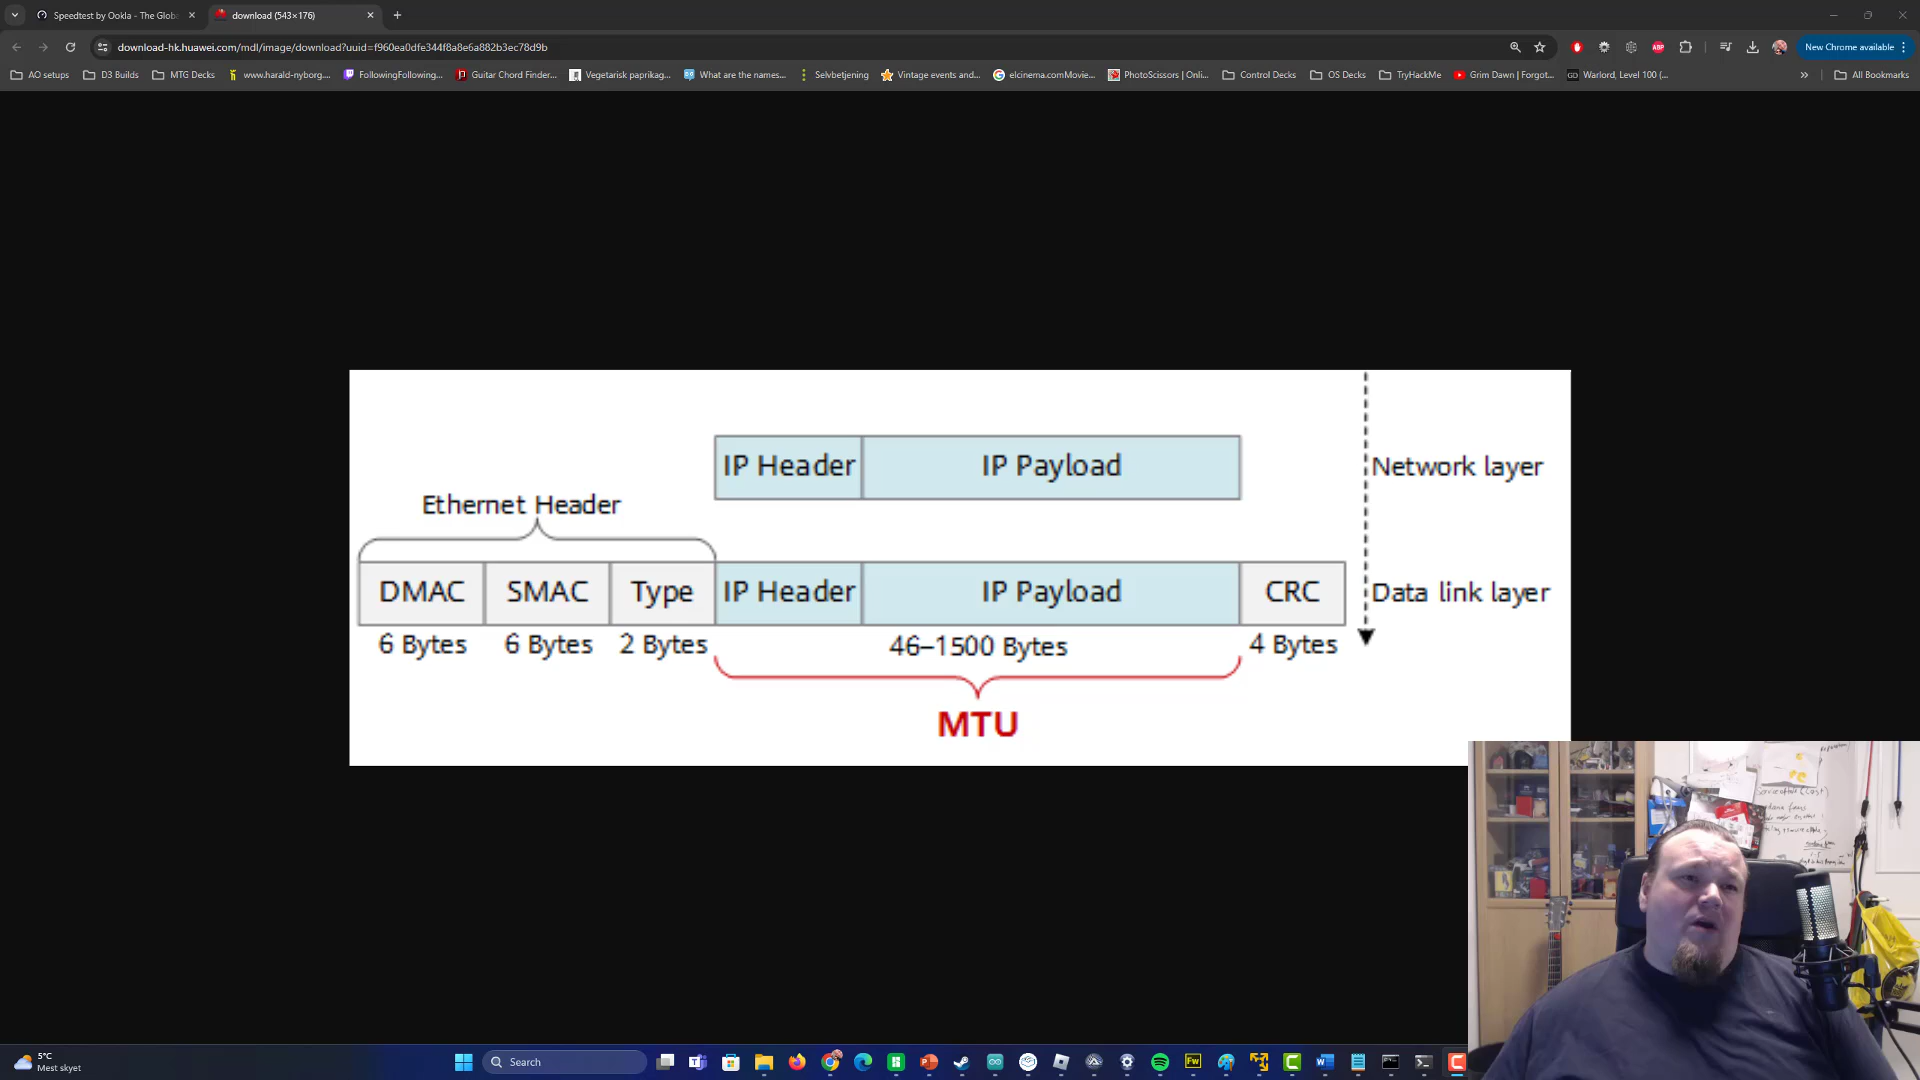 Speedtest by Ookla - The Glob
download (543×176)
download-hk.huawei.com/mdl/image/download?uuid=f960ea0dfe344f8a8e6a882b3ec78d9b
New Chrome available
AO setups
D3 Builds
MTG Decks
www.harald-nyborg....
FollowingFollowing...
Guitar Chord Finder...
Vegetarisk paprikag...
What are the names...
Selvbetjening
Vintage events and...
elcinema.comMovie...
PhotoScissors | Onli...
Control Decks
OS Decks
TryHackMe
Grim Dawn | Forgot...
Warlord, Level 100 (...
All Bookmarks
IP Header
IP Payload
Network layer
Ethernet Header
DMAC
SMAC
Type
IP Header
IP Payload
CRC
Data link layer
6 Bytes
6 Bytes
2 Bytes
46–1500 Bytes
4 Bytes
MTU
5°C
Mest skyet
Search